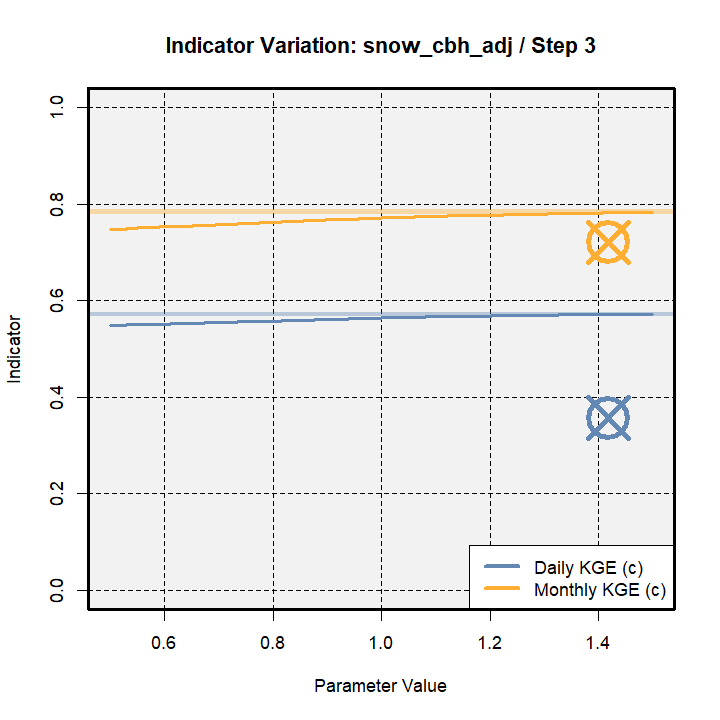 Indicator Variation: snow_cbh_adj / Step 3
Indicator
1.0
0.8
0.6
0.4
0.2
0.0
Daily KGE (c)
Monthly KGE (c)
0.6 0.8 1.0 1.2 1.4
Parameter Value